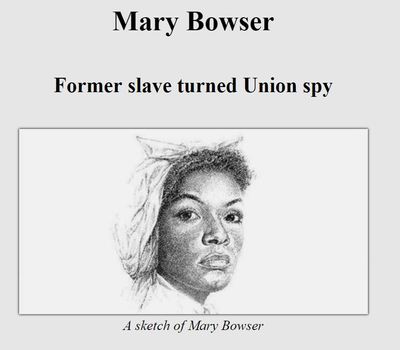 Mary Bowser
Former slave turned Union spy
A sketch of Mary Bowser